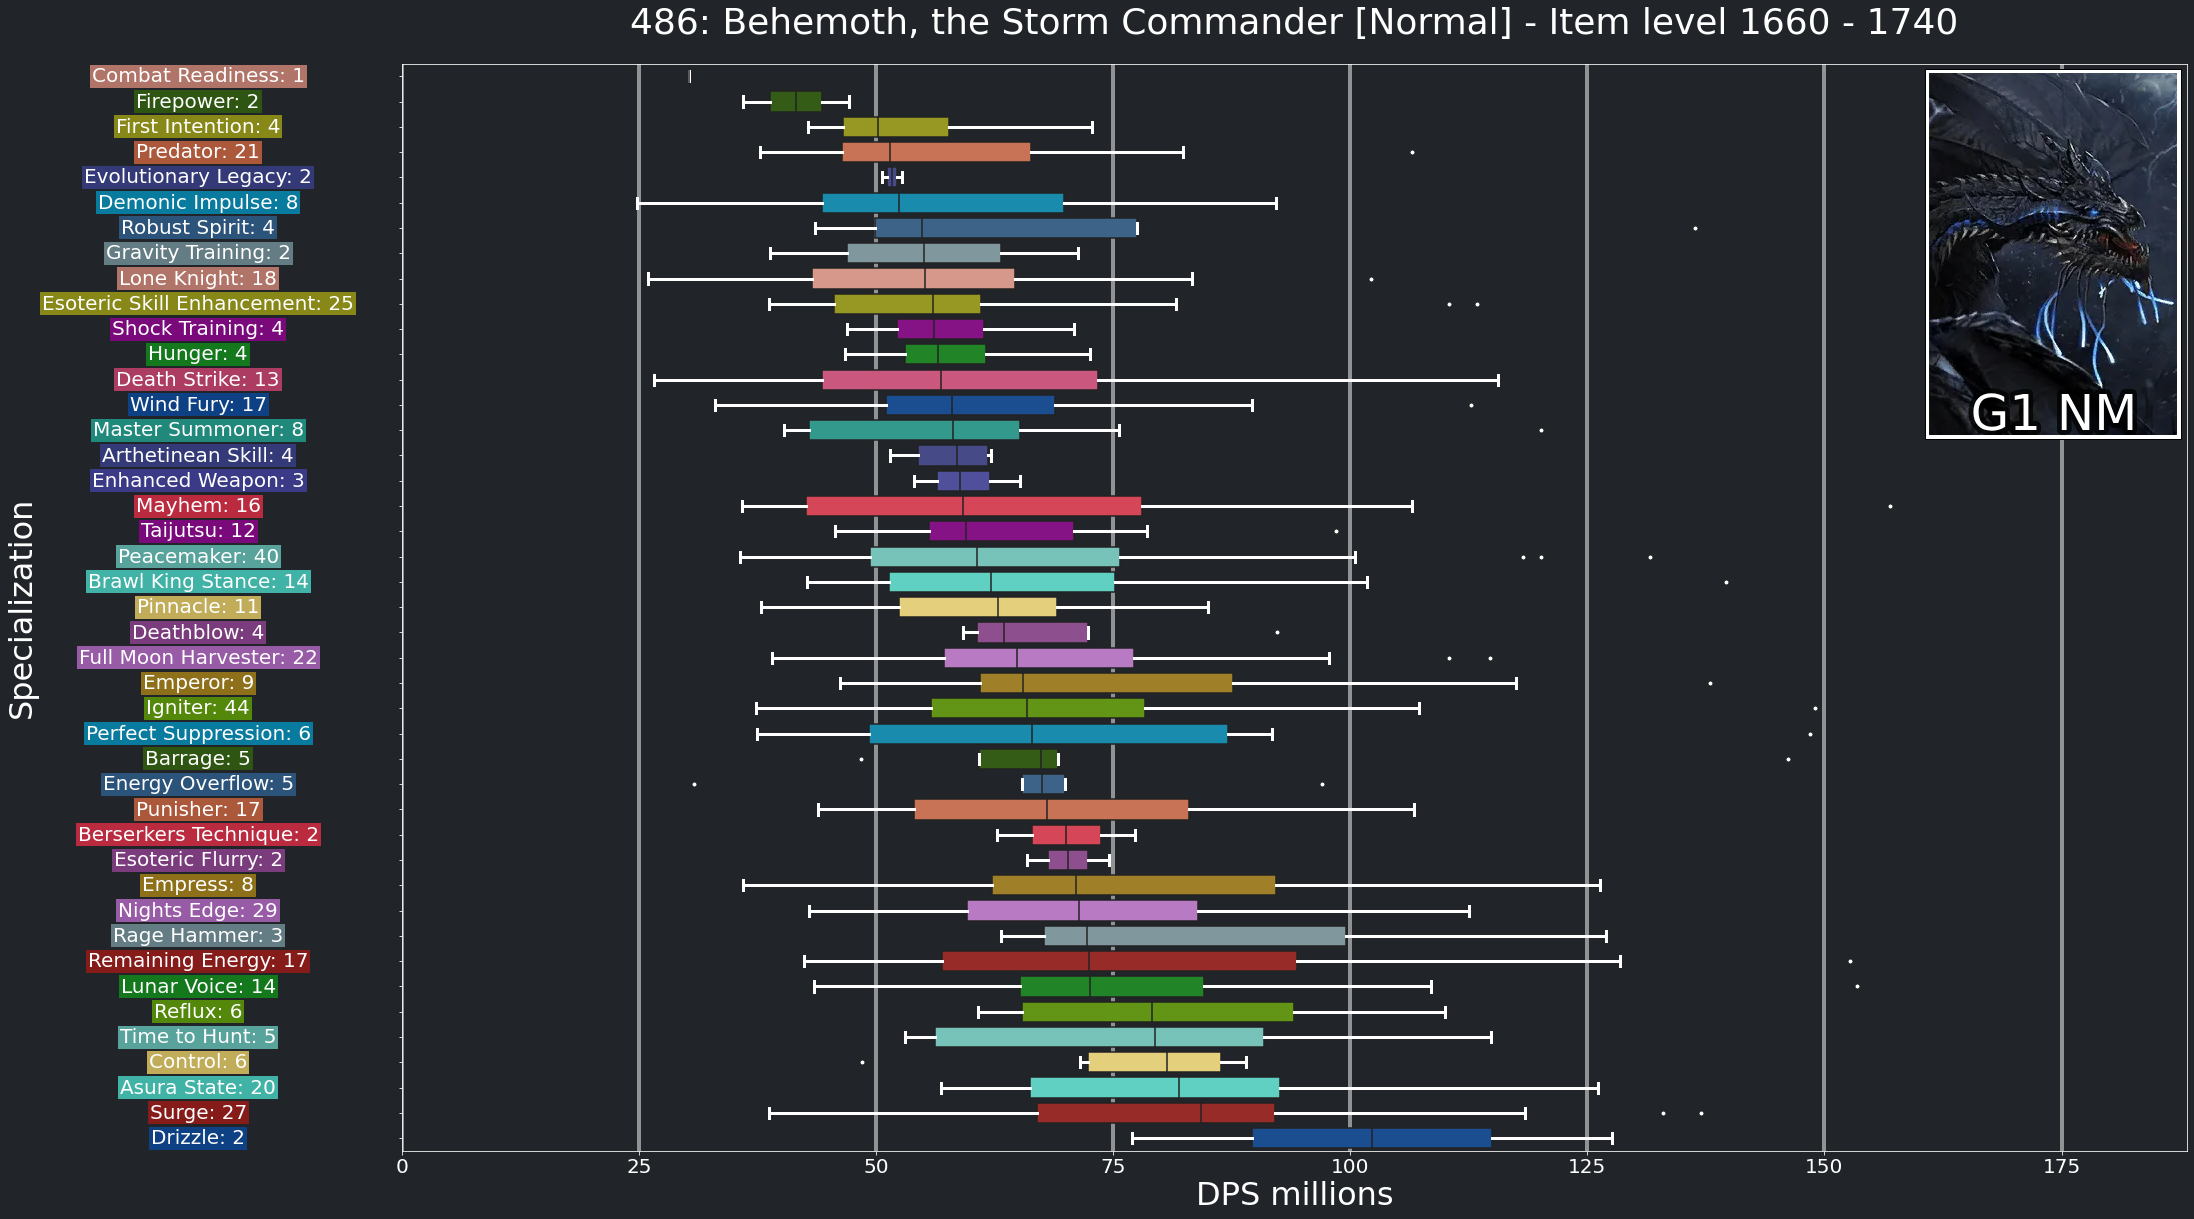 486: Behemoth, the Storm Commander [Normal] - Item level 1660 - 1740
Specialization
Combat Readiness: 1
Firepower: 2
First Intention: 4
Predator: 21
Evolutionary Legacy: 2
Demonic Impulse: 8
Robust Spirit: 4
Gravity Training: 2
Lone Knight: 18
Esoteric Skill Enhancement: 25
Shock Training: 4
Hunger: 4
Death Strike: 13
Wind Fury: 17
Master Summoner: 8
Arthetinean Skill: 4
Enhanced Weapon: 3
Mayhem: 16
Taijutsu: 12
Peacemaker: 40
Brawl King Stance: 14
Pinnacle: 11
Deathblow: 4
Full Moon Harvester: 22
Emperor: 9
Igniter: 44
Perfect Suppression: 6
Barrage: 5
Energy Overflow: 5
Punisher: 17
Berserkers Technique: 2
Esoteric Flurry: 2
Empress: 8
Nights Edge: 29
Rage Hammer: 3
Remaining Energy: 17
Lunar Voice: 14
Reflux: 6
Time to Hunt: 5
Control: 6
Asura State: 20
Surge: 27
Drizzle: 2
G1 NM
0 25 50 75 100 125 150 175
DPS millions